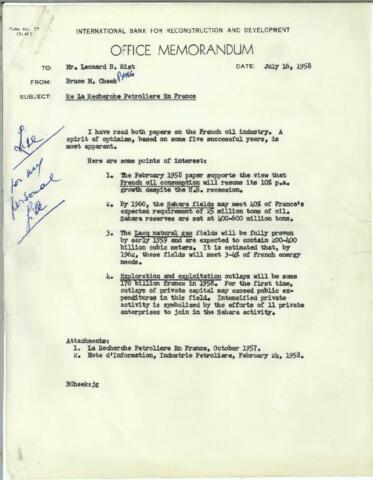 FORM NO. 57
(5-48)
INTERNATIONAL BANK FOR RECONSTRUCTION AND DEVELOPMENT
OFFICE MEMORANDUM
TO: Mr. Leonard B. Rist DATE: July 16, 1958
FROM: Bruce M. Cheek
SUBJECT: Re La Recherche Petroliere En France
for my
personal
file
I have read both papers on the French oil industry. A
spirit of optimism, based on some five successful years, is
most apparent.
Here are some points of interest:
1. The February 1958 paper supports the view that
French oil consumption will resume its 10% p.a.
growth despite the U.S. recession.
2. By 1960, the Sahara fields may meet 40% of France's
expected requirement of 25 million tons of oil.
Sahara reserves are set at 400-600 million tons.
3. The Lacq natural gas fields will be fully proven
by early 1959 and are expected to contain 200-400
billion cubic meters. It is estimated that, by
1962, these fields will meet 3-4% of French energy
needs.
4. Exploration and exploitation outlays will be some
170 billion francs in 1958. For the first time,
outlays of private capital may exceed public ex-
penditures in this field. Intensified private
activity is symbolized by the efforts of 11 private
enterprises to join in the Sahara activity.
Attachments:
1. La Recherche Petroliere En France, October 1957.
2. Note d'Information, Industrie Petroliere, February 24, 1958.
BCheek:jg